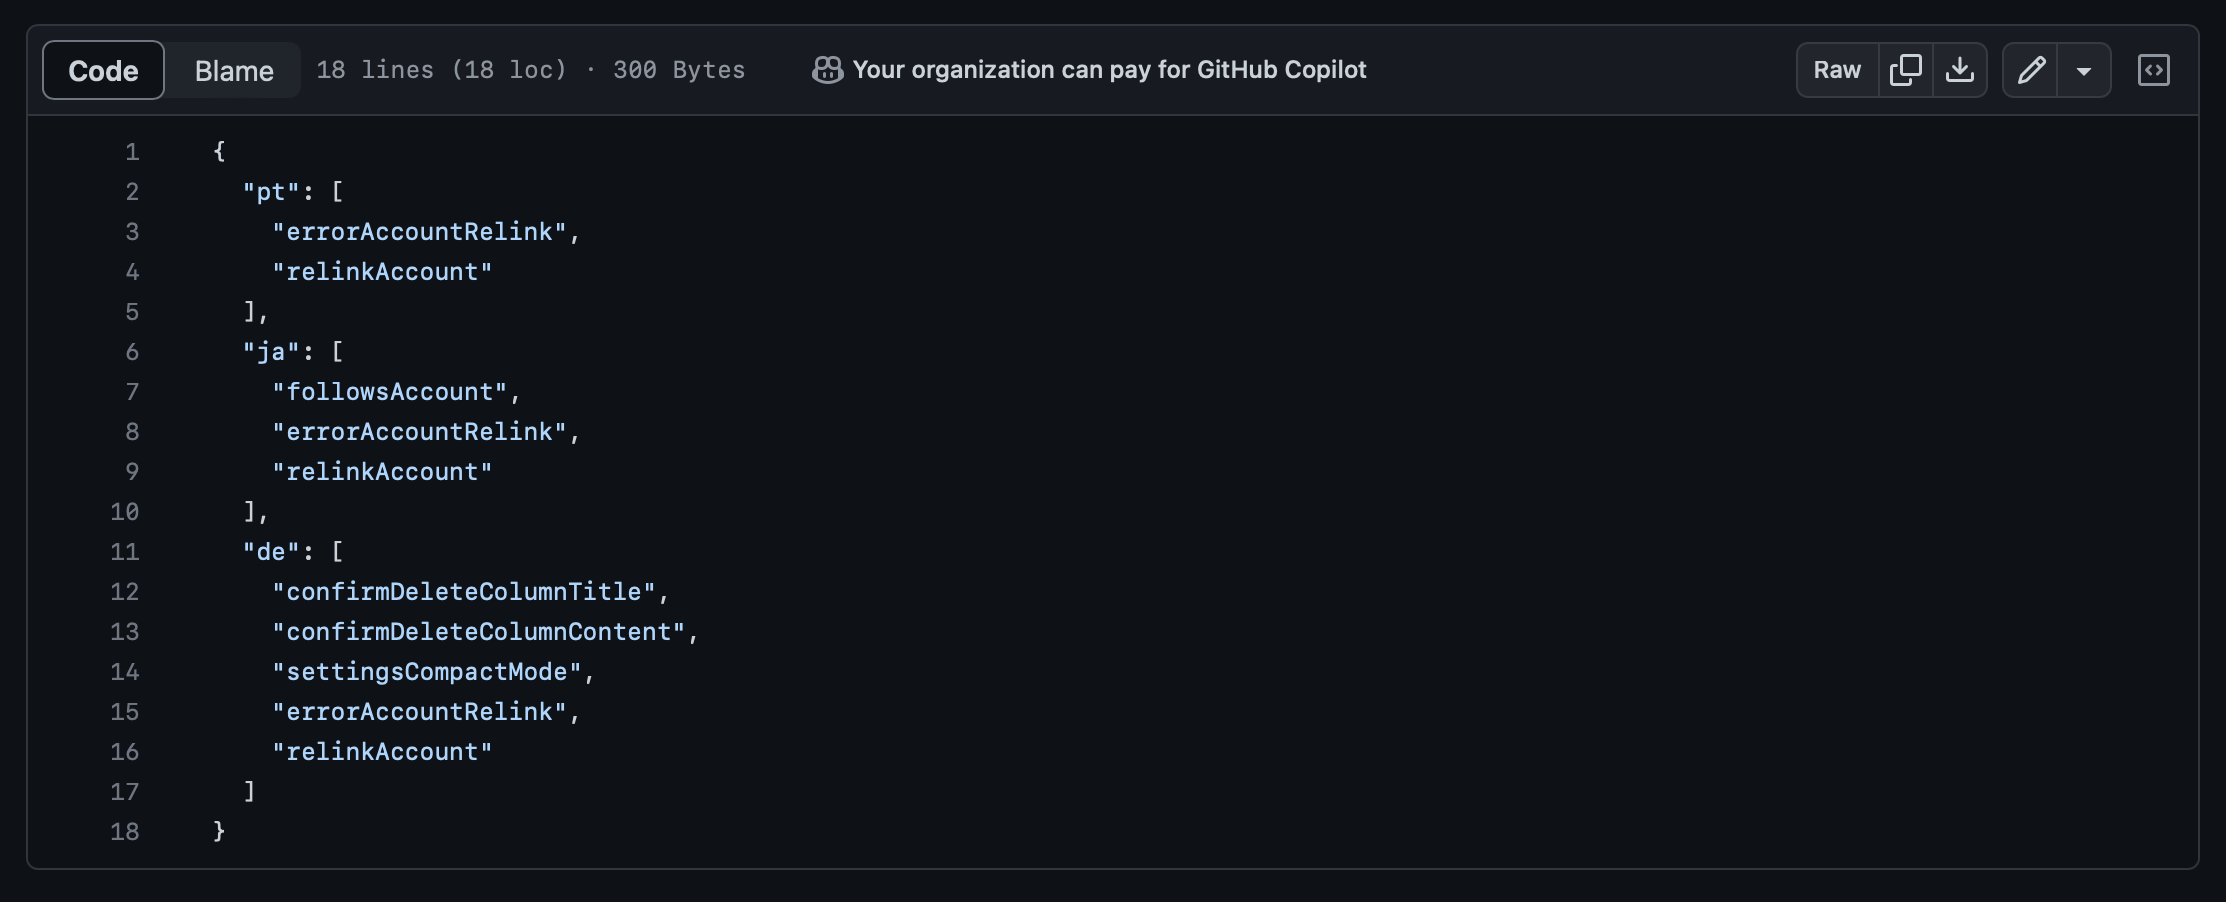 Code Blame 18 lines (18 loc) · 300 Bytes Your organization can pay for GitHub Copilot Raw
1 {
2 "pt": [
3 "errorAccountRelink",
4 "relinkAccount"
5 ],
6 "ja": [
7 "followsAccount",
8 "errorAccountRelink",
9 "relinkAccount"
10 ],
11 "de": [
12 "confirmDeleteColumnTitle",
13 "confirmDeleteColumnContent",
14 "settingsCompactMode",
15 "errorAccountRelink",
16 "relinkAccount"
17 ]
18 }